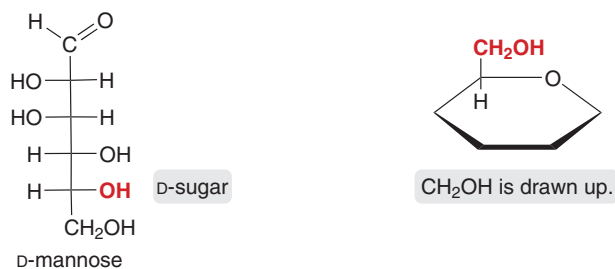 H O
HO H
HO H
H OH
H OH
CH₂OH
D-mannose
D-sugar
CH₂OH
O
H
CH₂OH is drawn up.